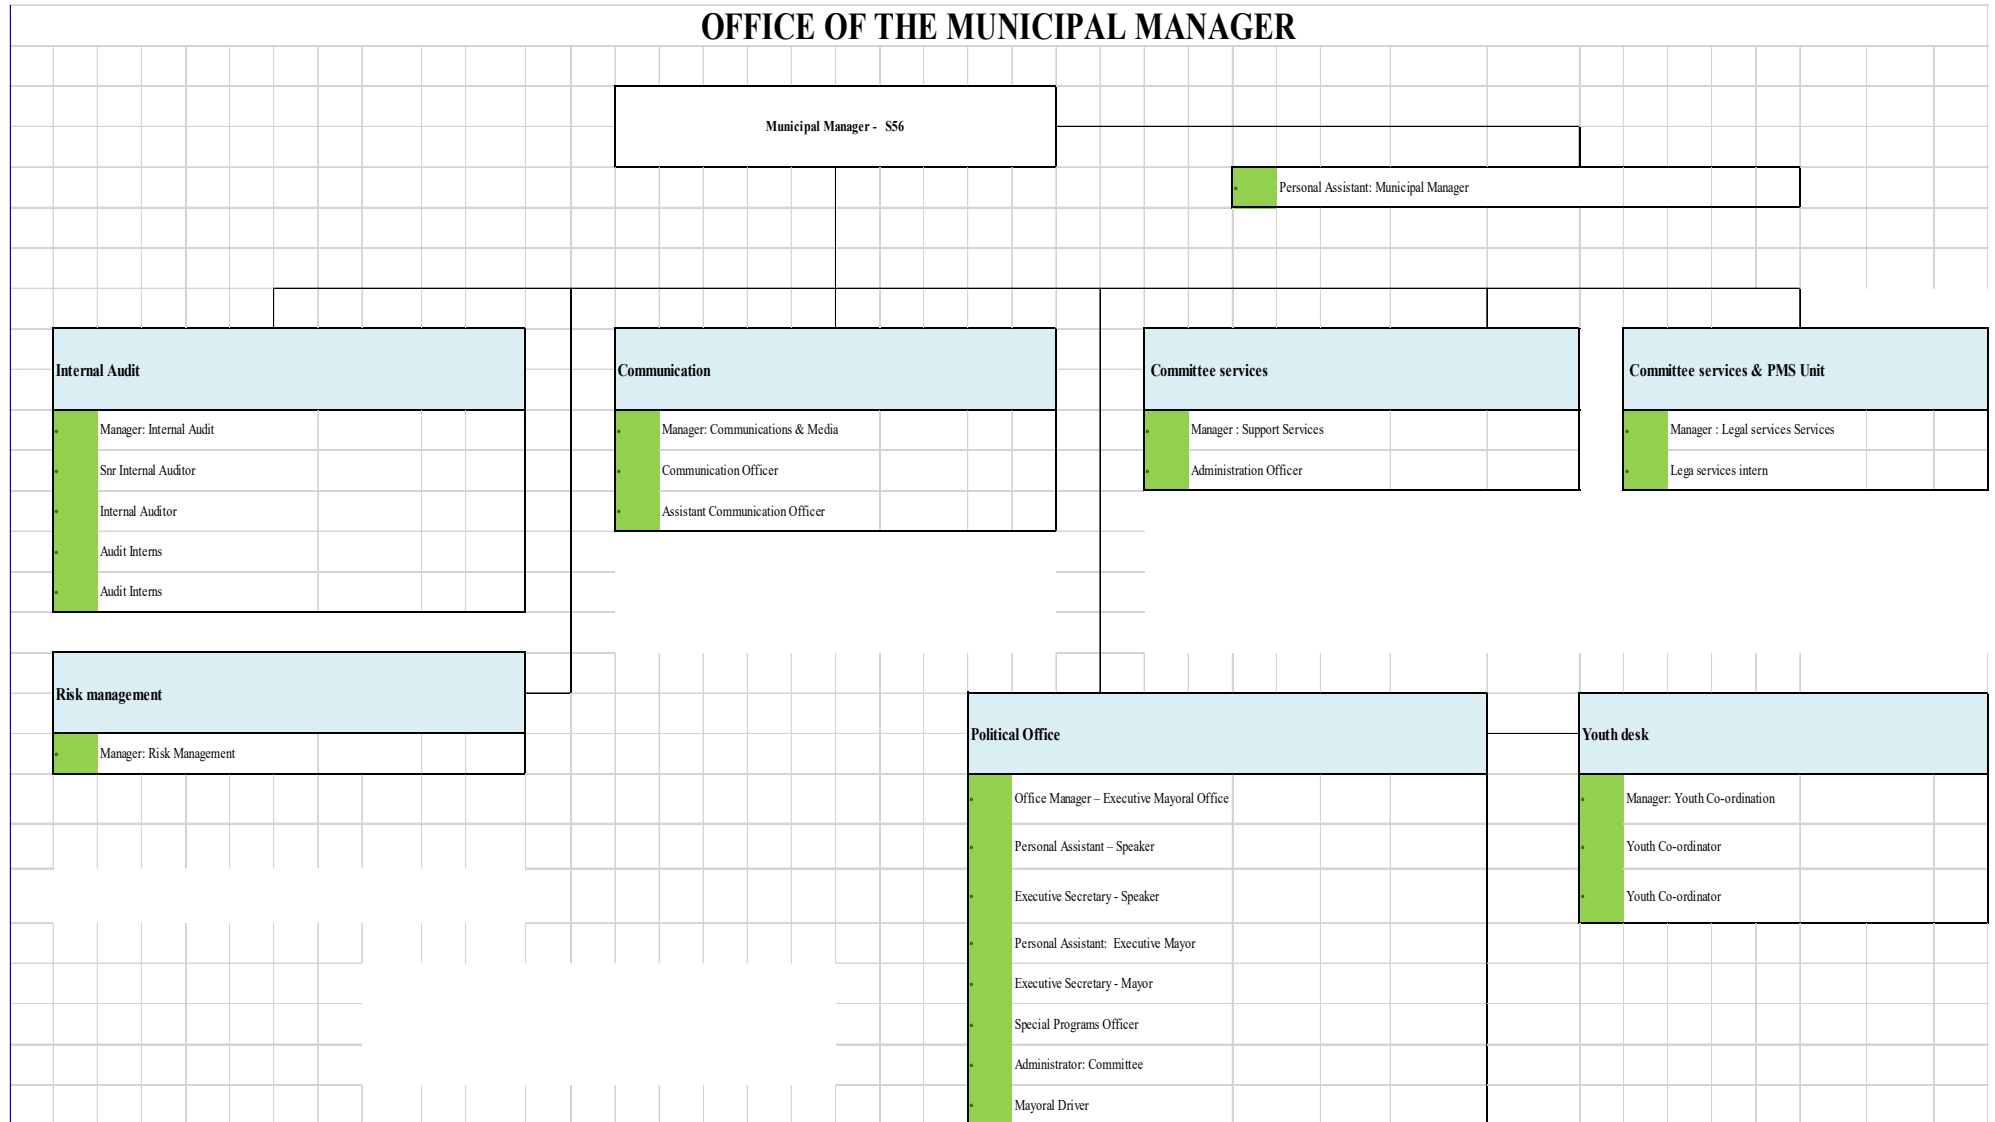 OFFICE OF THE MUNICIPAL MANAGER
Municipal Manager - S56
Personal Assistant: Municipal Manager
Internal Audit
Manager: Internal Audit
Snr Internal Auditor
Internal Auditor
Audit Interns
Audit Interns
Communication
Manager: Communications & Media
Communication Officer
Assistant Communication Officer
Committee services
Manager : Support Services
Administration Officer
Committee services & PMS Unit
Manager : Legal services Services
Lega services intern
Risk management
Manager: Risk Management
Political Office
Office Manager – Executive Mayoral Office
Personal Assistant – Speaker
Executive Secretary - Speaker
Personal Assistant: Executive Mayor
Executive Secretary - Mayor
Special Programs Officer
Administrator: Committee
Mayoral Driver
Youth desk
Manager: Youth Co-ordination
Youth Co-ordinator
Youth Co-ordinator